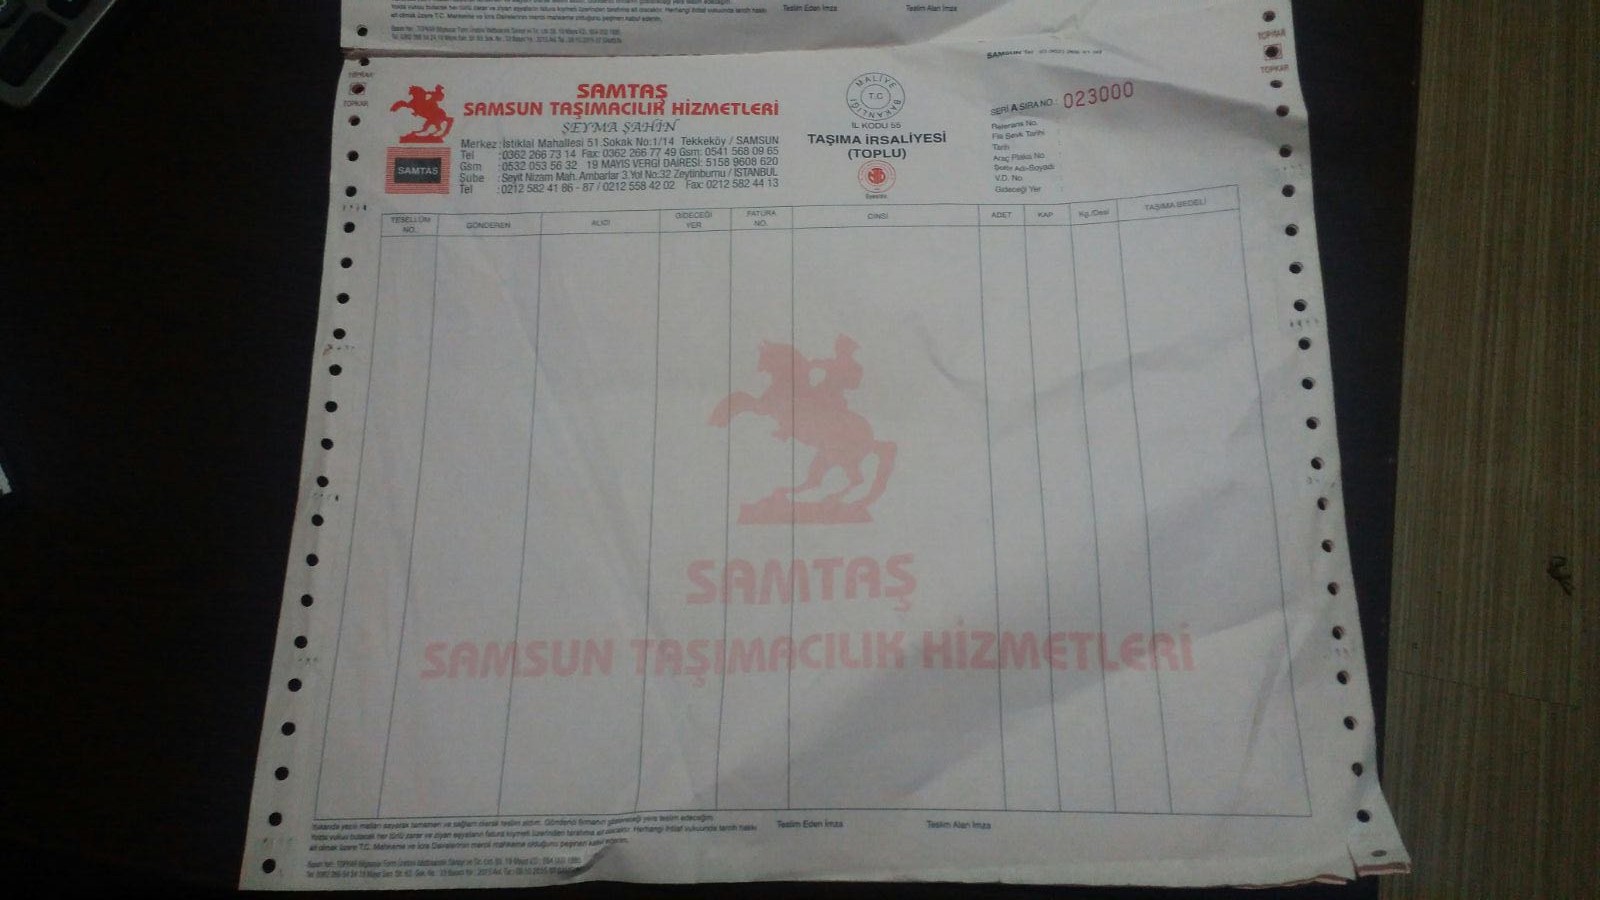 Teslim Eden İmza Teslim Alan İmza
TOPKAR
TOPKAR
TOPKAR
SAMTAŞ
SAMSUN TAŞIMACILIK HİZMETLERİ
ŞEYMA ŞAHİN
Merkez : İstiklal Mahallesi 51.Sokak No:1/14 Tekkeköy / SAMSUN
Tel : 0362 266 73 14 Fax: 0362 266 77 49 Gsm: 0541 568 09 65
Gsm : 0532 053 56 32 19 MAYIS VERGİ DAİRESİ: 5158 9608 620
Şube : Seyit Nizam Mah. Ambarlar 3.Yol No:32 Zeytinburnu / İSTANBUL
Tel : 0212 582 41 86 - 87 / 0212 558 42 02 Fax: 0212 582 44 13
SAMTAŞ
MALİYE BAKANLIĞI
T.C
İL KODU 55
TAŞIMA İRSALİYESİ
(TOPLU)
SERİ A SIRA NO.: 023000
Referans No. :
Fiili Sevk Tarihi :
Tarih :
Araç Plaka No :
Şoför Adı-Soyadı :
V.D. No. :
Gideceği Yer :
TESELLÜM NO. GÖNDEREN ALICI GİDECEĞİ YER FATURA NO. CİNSİ ADET KAP Kg./Desi TAŞIMA BEDELİ
SAMTAŞ
SAMSUN TAŞIMACILIK HİZMETLERİ
Yukarıda yazılı malları sayarak tamamen ve sağlam olarak teslim aldım. Gönderici firmanın göstereceği yere teslim edeceğim.
Yolda vukuu bulacak her türlü zarar ve ziyan eşyaların fatura kıymeti üzerinden tarafıma ait olacaktır. Herhangi ihtilaf vukuunda tercih hakkı
ait olmak üzere T.C. Mahkeme ve İcra Dairelerinin mercii mahkeme olduğunu peşinen kabul ederim.
Teslim Eden İmza Teslim Alan İmza